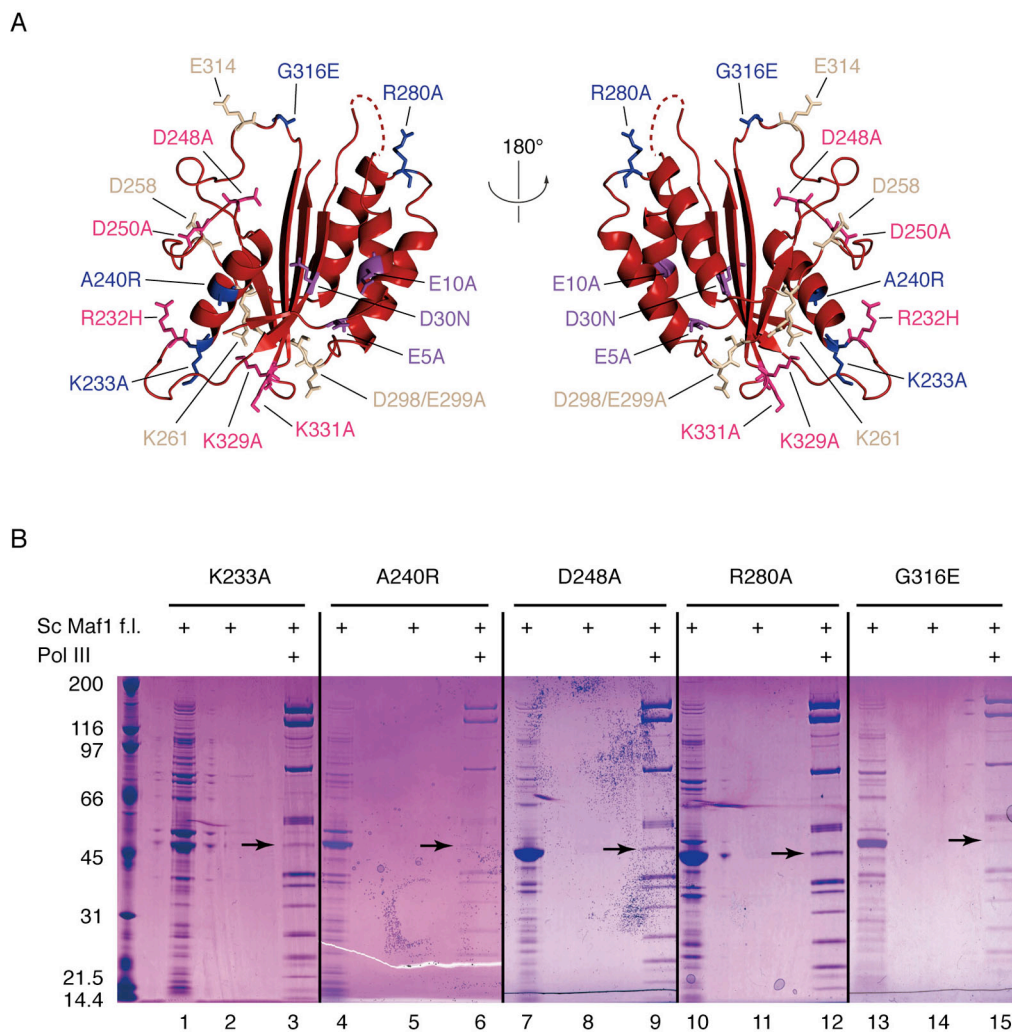 A
E314 G316E R280A R280A G316E E314
D248A 180° D248A
D258 D258
D250A D250A
A240R E10A E10A A240R
R232H D30N D30N R232H
K233A E5A E5A K233A
D298/E299A D298/E299A
K261 K329A K331A K331A K329A K261
B
K233A A240R D248A R280A G316E
Sc Maf1 f.l. + + + + + + + + + + + + + + +
Pol III + + + + +
200
116
97
66
45
31
21.5
14.4
1 2 3 4 5 6 7 8 9 10 11 12 13 14 15